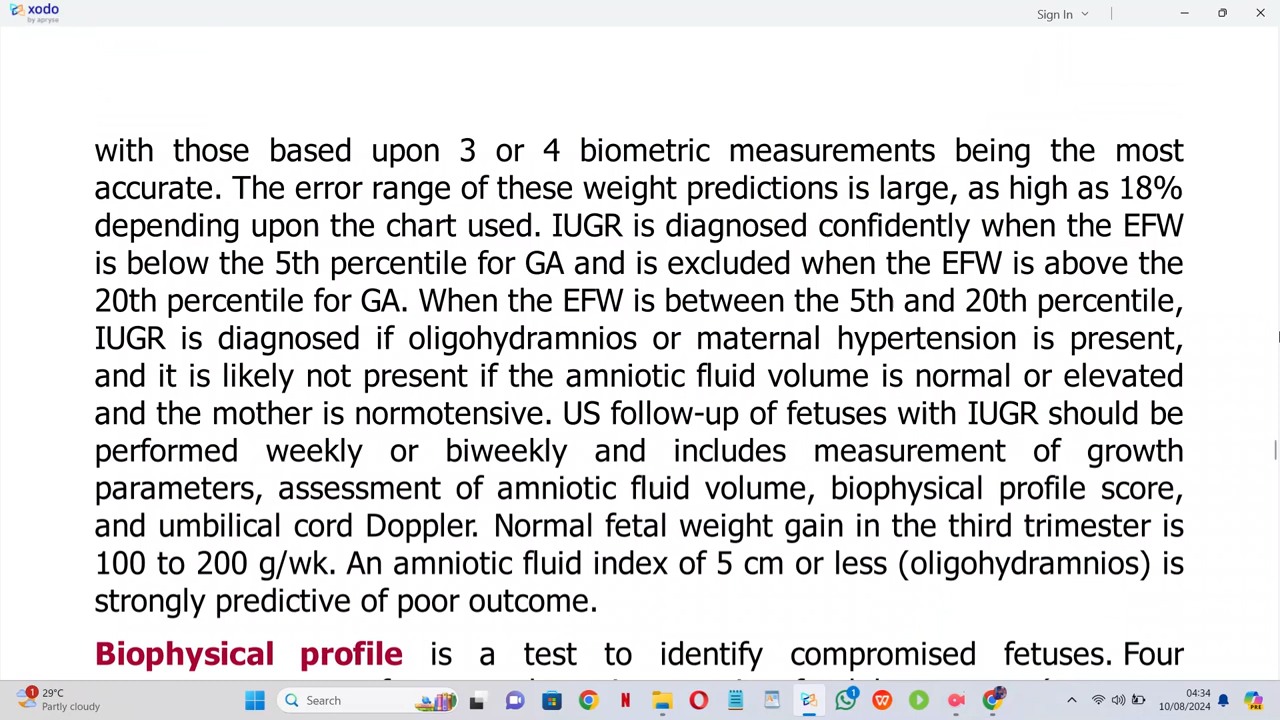 xodo
by apryse
Sign In
with those based upon 3 or 4 biometric measurements being the most
accurate. The error range of these weight predictions is large, as high as 18%
depending upon the chart used. IUGR is diagnosed confidently when the EFW
is below the 5th percentile for GA and is excluded when the EFW is above the
20th percentile for GA. When the EFW is between the 5th and 20th percentile,
IUGR is diagnosed if oligohydramnios or maternal hypertension is present,
and it is likely not present if the amniotic fluid volume is normal or elevated
and the mother is normotensive. US follow-up of fetuses with IUGR should be
performed weekly or biweekly and includes measurement of growth
parameters, assessment of amniotic fluid volume, biophysical profile score,
and umbilical cord Doppler. Normal fetal weight gain in the third trimester is
100 to 200 g/wk. An amniotic fluid index of 5 cm or less (oligohydramnios) is
strongly predictive of poor outcome.
Biophysical profile is a test to identify compromised fetuses. Four
1
29°C
Partly cloudy
Search
N
1
W
PRE
04:34
10/08/2024